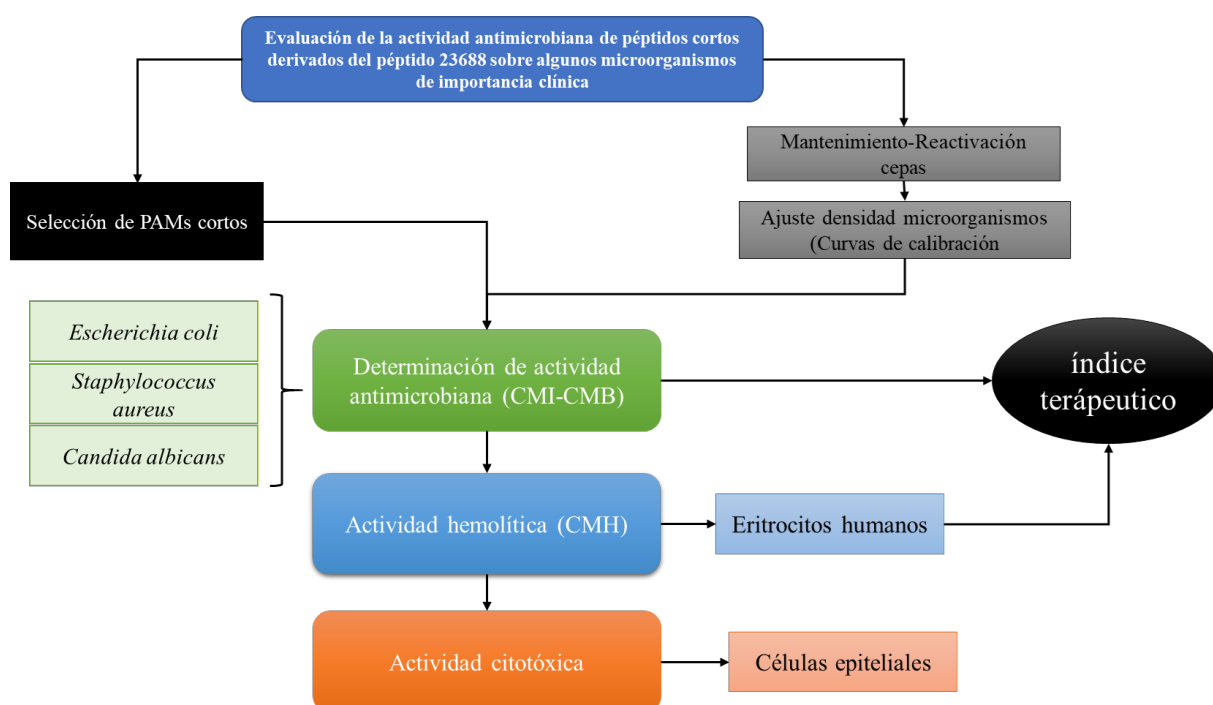 Evaluación de la actividad antimicrobiana de péptidos cortos
derivados del péptido 23688 sobre algunos microorganismos
de importancia clínica
Mantenimiento-Reactivación
cepas
Selección de PAMs cortos
Ajuste densidad microorganismos
(Curvas de calibración
Escherichia coli
Staphylococcus
aureus
Candida albicans
Determinación de actividad
antimicrobiana (CMI-CMB)
índice
terápeutico
Actividad hemolítica (CMH)
Eritrocitos humanos
Actividad citotóxica
Células epiteliales